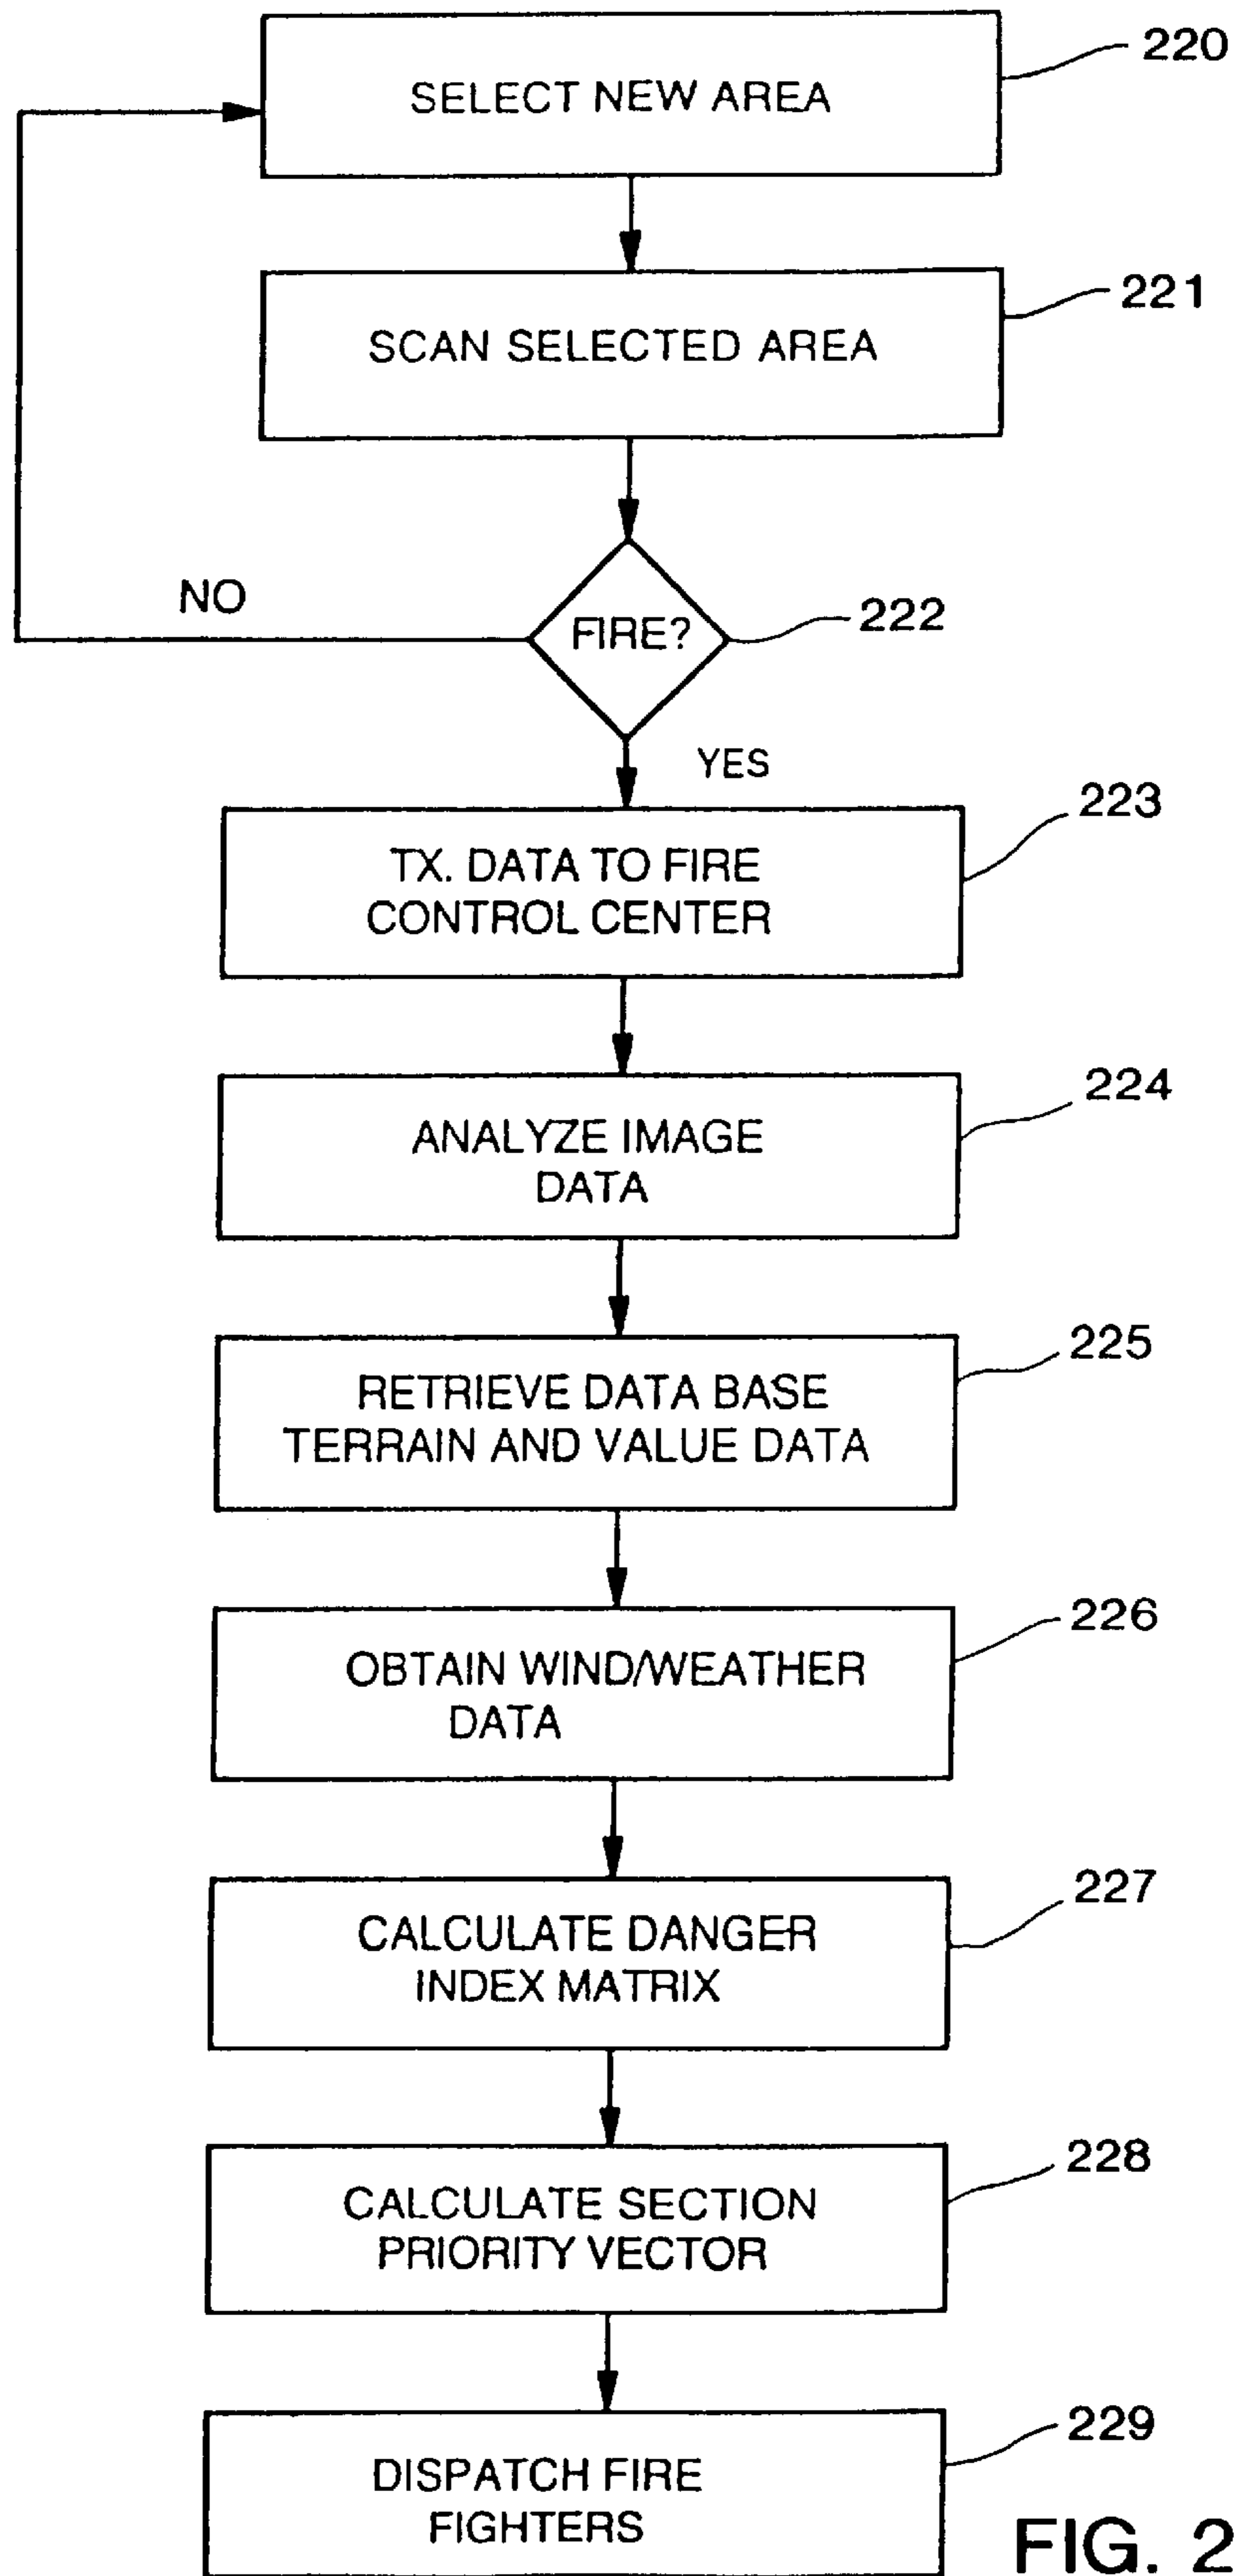 220
SELECT NEW AREA
221
SCAN SELECTED AREA
NO
FIRE?
222
YES
223
TX. DATA TO FIRE
CONTROL CENTER
224
ANALYZE IMAGE
DATA
225
RETRIEVE DATA BASE
TERRAIN AND VALUE DATA
226
OBTAIN WIND/WEATHER
DATA
227
CALCULATE DANGER
INDEX MATRIX
228
CALCULATE SECTION
PRIORITY VECTOR
229
DISPATCH FIRE
FIGHTERS
FIG. 2